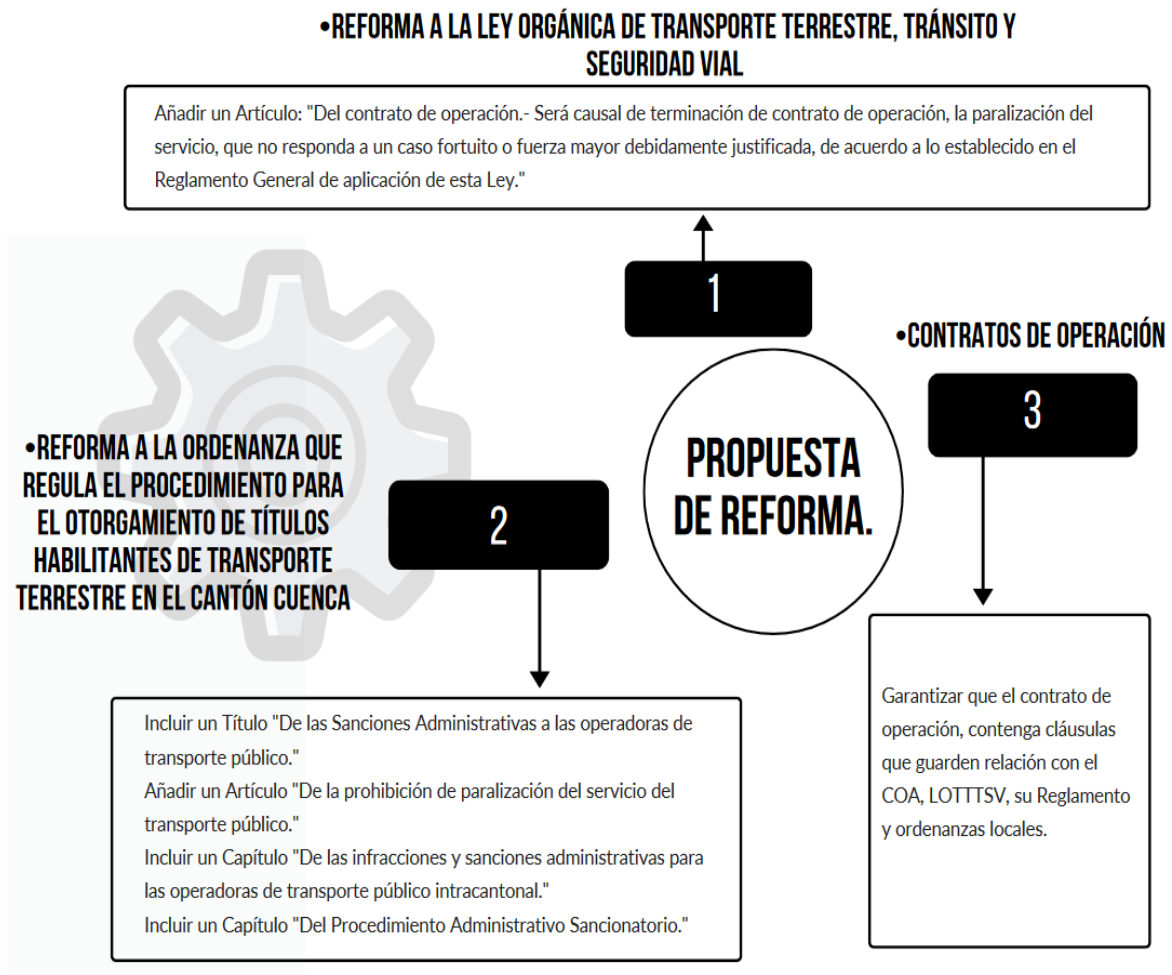 •REFORMA A LA LEY ORGÁNICA DE TRANSPORTE TERRESTRE, TRÁNSITO Y
SEGURIDAD VIAL
Añadir un Artículo: "Del contrato de operación.- Será causal de terminación de contrato de operación, la paralización del
servicio, que no responda a un caso fortuito o fuerza mayor debidamente justificada, de acuerdo a lo establecido en el
Reglamento General de aplicación de esta Ley."
1
•CONTRATOS DE OPERACIÓN
3
PROPUESTA
DE REFORMA.
•REFORMA A LA ORDENANZA QUE
REGULA EL PROCEDIMIENTO PARA
EL OTORGAMIENTO DE TÍTULOS
HABILITANTES DE TRANSPORTE
TERRESTRE EN EL CANTÓN CUENCA
2
Incluir un Título "De las Sanciones Administrativas a las operadoras de
transporte público."
Añadir un Artículo "De la prohibición de paralización del servicio del
transporte público."
Incluir un Capítulo "De las infracciones y sanciones administrativas para
las operadoras de transporte público intracantonal."
Incluir un Capítulo "Del Procedimiento Administrativo Sancionatorio."
Garantizar que el contrato de
operación, contenga cláusulas
que guarden relación con el
COA, LOTTTSV, su Reglamento
y ordenanzas locales.